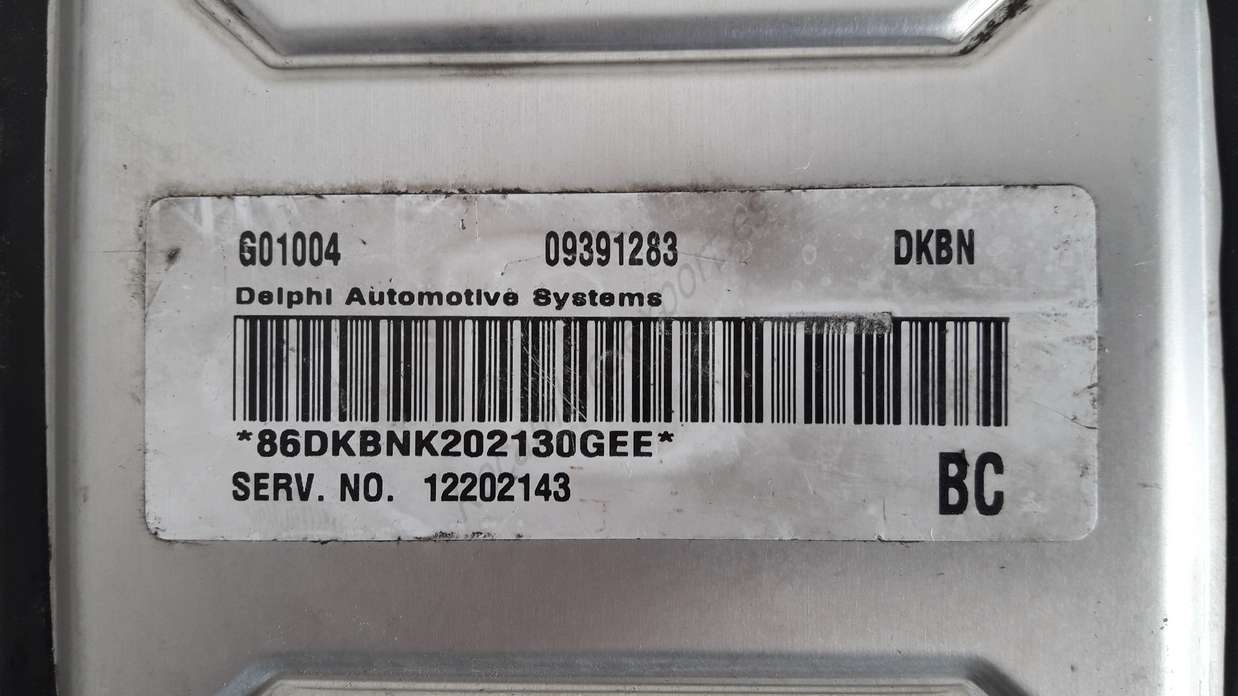 G01004 09391283 DKBN
Delphi Automotive Systems
*86DKBNK202130GEE*
SERV. NO. 12202143
BC